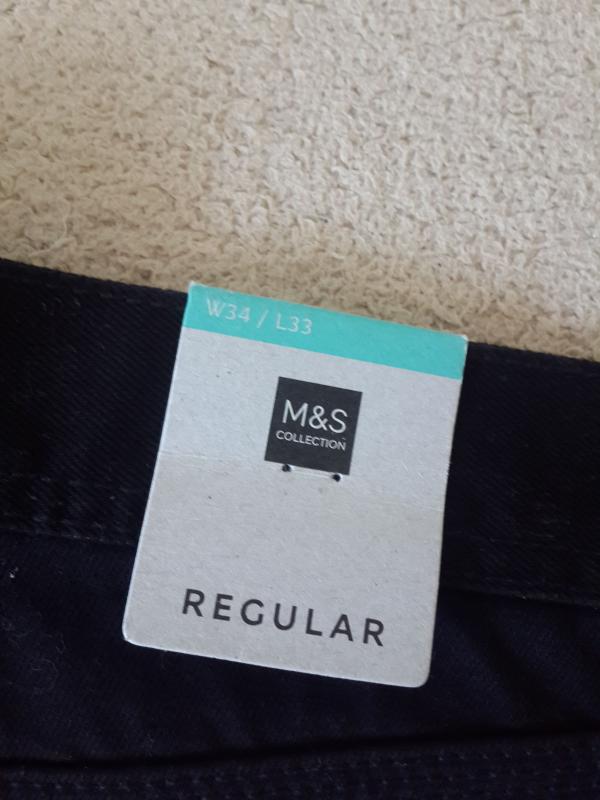 W34 / L33
M&S
COLLECTION
REGULAR